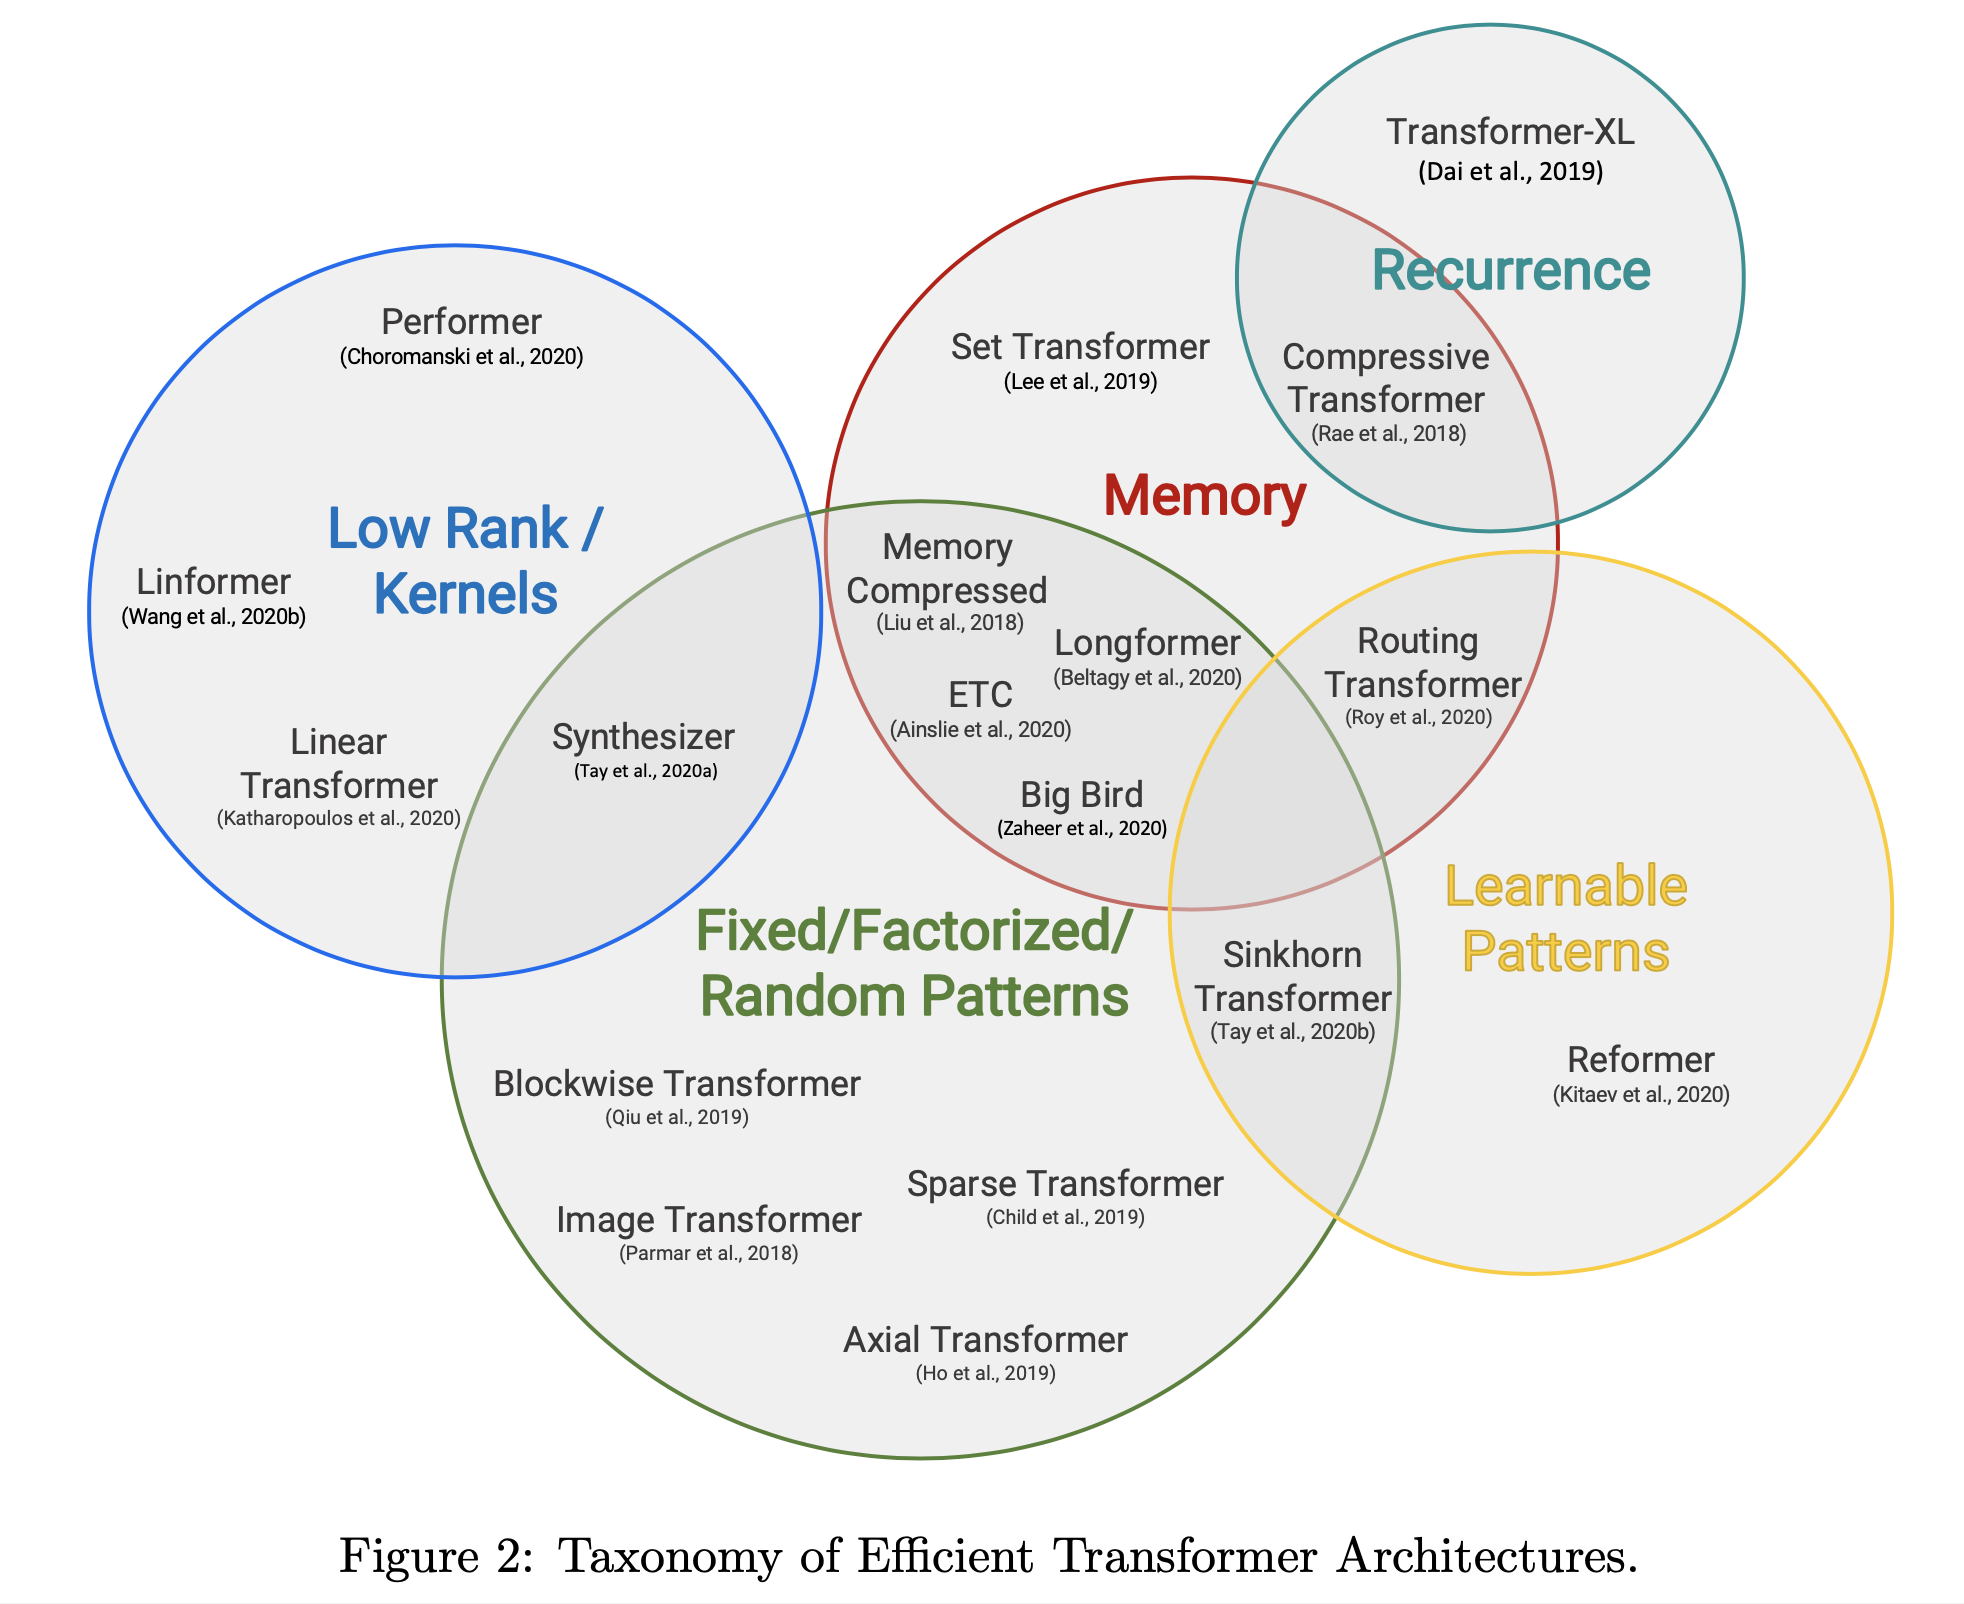 Transformer-XL
(Dai et al., 2019)
Recurrence
Compressive
Transformer
(Rae et al., 2018)
Set Transformer
(Lee et al., 2019)
Memory
Performer
(Choromanski et al., 2020)
Low Rank /
Kernels
Linformer
(Wang et al., 2020b)
Linear
Transformer
(Katharopoulos et al., 2020)
Synthesizer
(Tay et al., 2020a)
Memory
Compressed
(Liu et al., 2018)
Longformer
(Beltagy et al., 2020)
ETC
(Ainslie et al., 2020)
Big Bird
(Zaheer et al., 2020)
Routing
Transformer
(Roy et al., 2020)
Learnable
Patterns
Fixed/Factorized/
Random Patterns
Sinkhorn
Transformer
(Tay et al., 2020b)
Reformer
(Kitaev et al., 2020)
Blockwise Transformer
(Qiu et al., 2019)
Sparse Transformer
(Child et al., 2019)
Image Transformer
(Parmar et al., 2018)
Axial Transformer
(Ho et al., 2019)
Figure 2: Taxonomy of Efficient Transformer Architectures.